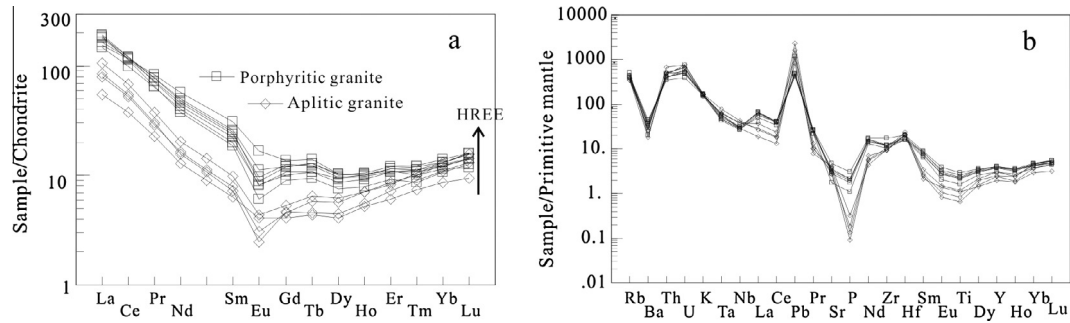 300
100
10
1
Sample/Chondrite
a
Porphyritic granite
Aplitic granite
HREE
La Ce Pr Nd Sm Eu Gd Tb Dy Ho Er Tm Yb Lu
10000
1000
100
10
1.
.1
.01
Sample/Primitive mantle
b
Rb Ba Th U K Ta Nb La Ce Pb Pr Sr P Nd Zr Hf Sm Eu Ti Dy Y Ho Yb Lu